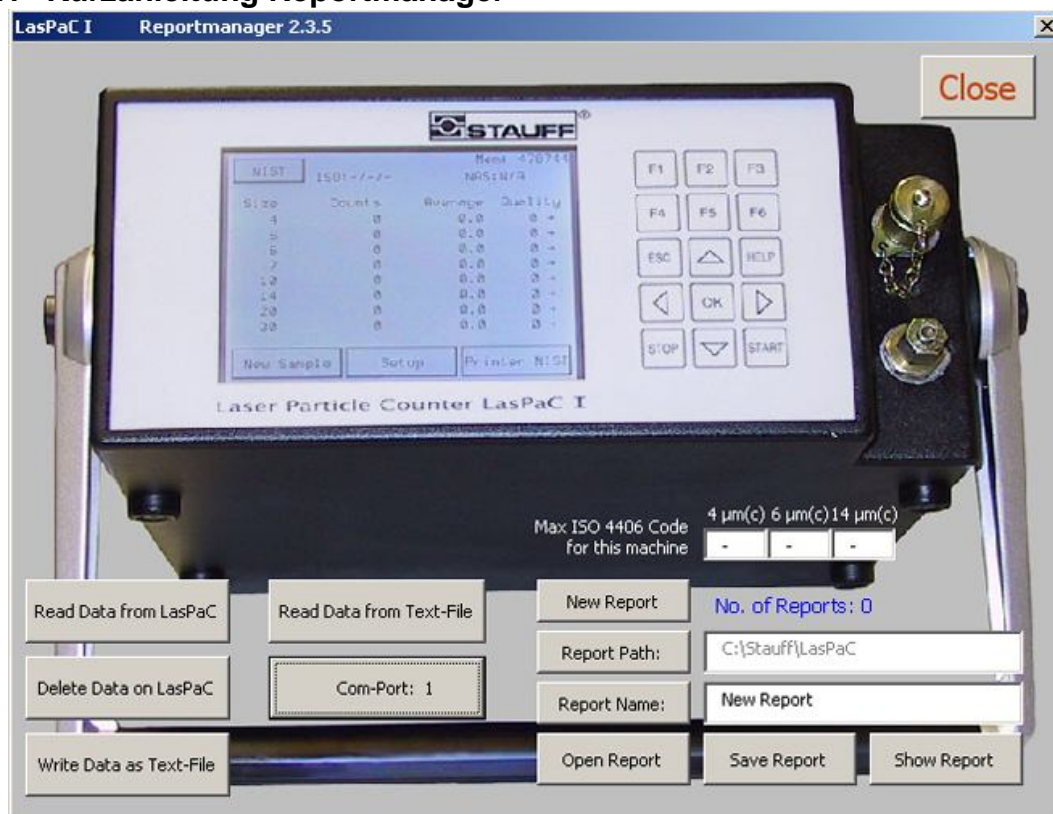 Kurzanleitung Reportmanager
LasPaC I Reportmanager 2.3.5
Close
STAUFF®
NIST
ISO:-/-/-
NAS:N/A
Size Counts Average Quality
4 0 0.0 0
5 0 0.0 0
6 0 0.0 0
7 0 0.0 0
10 0 0.0 0
14 0 0.0 0
20 0 0.0 0
30 0 0.0 0
New Sample Setup Printer NIST
F1 F2 F3
F4 F5 F6
ESC HELP
OK
STOP START
Laser Particle Counter LasPaC I
Max ISO 4406 Code
for this machine
4 µm(c) 6 µm(c)14 µm(c)
- - -
Read Data from LasPaC
Read Data from Text-File
New Report
No. of Reports: 0
Report Path:
C:\Stauff\LasPaC
Delete Data on LasPaC
Com-Port: 1
Report Name:
New Report
Write Data as Text-File
Open Report
Save Report
Show Report